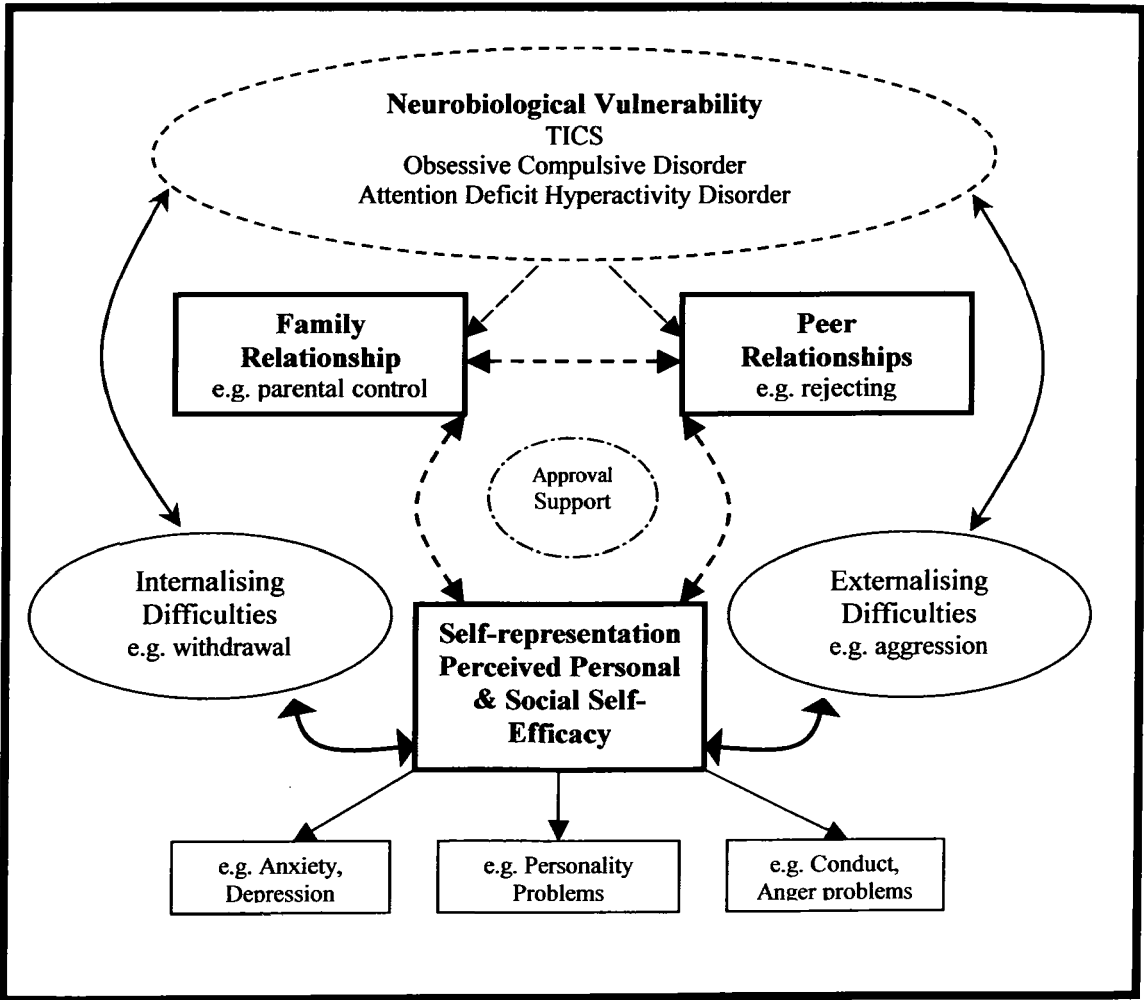 Neurobiological Vulnerability
TICS
Obsessive Compulsive Disorder
Attention Deficit Hyperactivity Disorder
Family
Relationship
e.g. parental control
Peer
Relationships
e.g. rejecting
Approval
Support
Internalising
Difficulties
e.g. withdrawal
Externalising
Difficulties
e.g. aggression
Self-representation
Perceived Personal
& Social Self-
Efficacy
e.g. Anxiety,
Depression
e.g. Personality
Problems
e.g. Conduct,
Anger problems